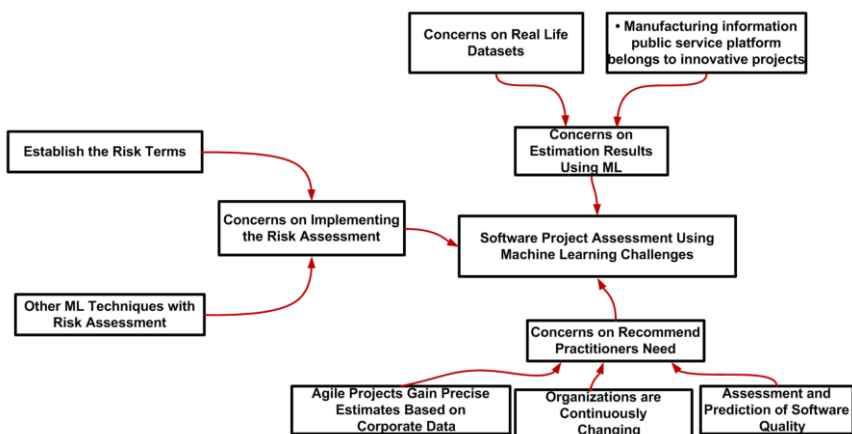 Concerns on Real Life
Datasets
• Manufacturing information
public service platform
belongs to innovative projects
Concerns on
Estimation Results
Using ML
Establish the Risk Terms
Concerns on Implementing
the Risk Assessment
Software Project Assessment Using
Machine Learning Challenges
Other ML Techniques with
Risk Assessment
Concerns on Recommend
Practitioners Need
Agile Projects Gain Precise
Estimates Based on
Corporate Data
Organizations are
Continuously
Changing
Assessment and
Prediction of Software
Quality